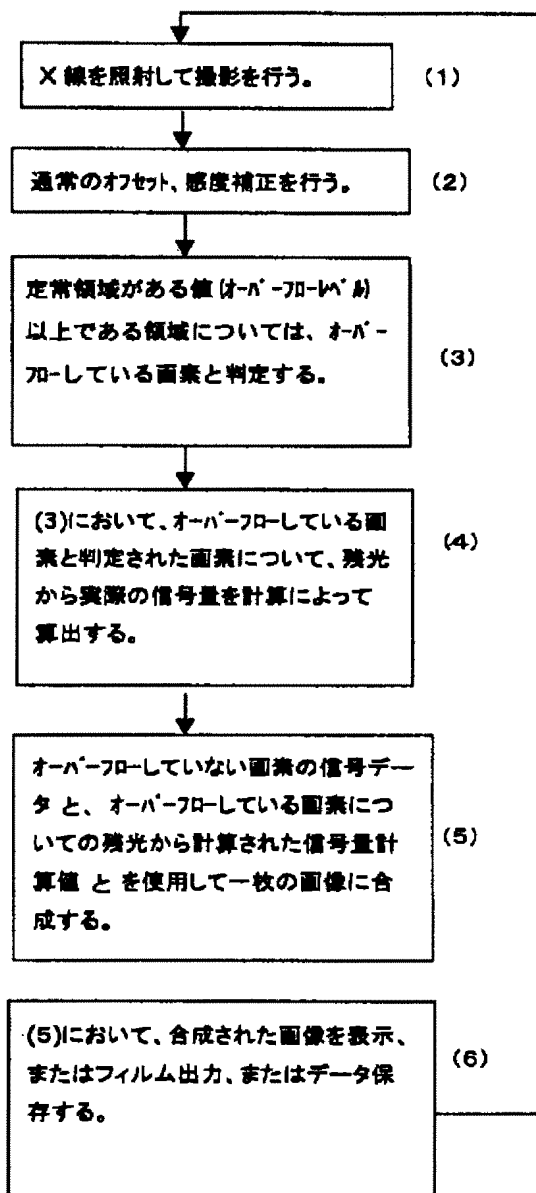 X線を照射して撮影を行う。 (1)
通常のオフセット、感度補正を行う。 (2)
定常領域がある値(ｵｰﾊﾞｰﾌﾛｰﾚﾍﾞﾙ)
以上である領域については、ｵｰﾊﾞｰ
ﾌﾛｰしている画素と判定する。
(3)
(3)において、ｵｰﾊﾞｰﾌﾛｰしている画
素と判定された画素について、残光
から実際の信号量を計算によって
算出する。
(4)
ｵｰﾊﾞｰﾌﾛｰしていない画素の信号デー
タ と、ｵｰﾊﾞｰﾌﾛｰしている画素につ
いての残光から計算された信号量計
算値 と を使用して一枚の画像に合
成する。
(5)
(5)において、合成された画像を表示、
またはフィルム出力、またはデータ保
存する。
(6)